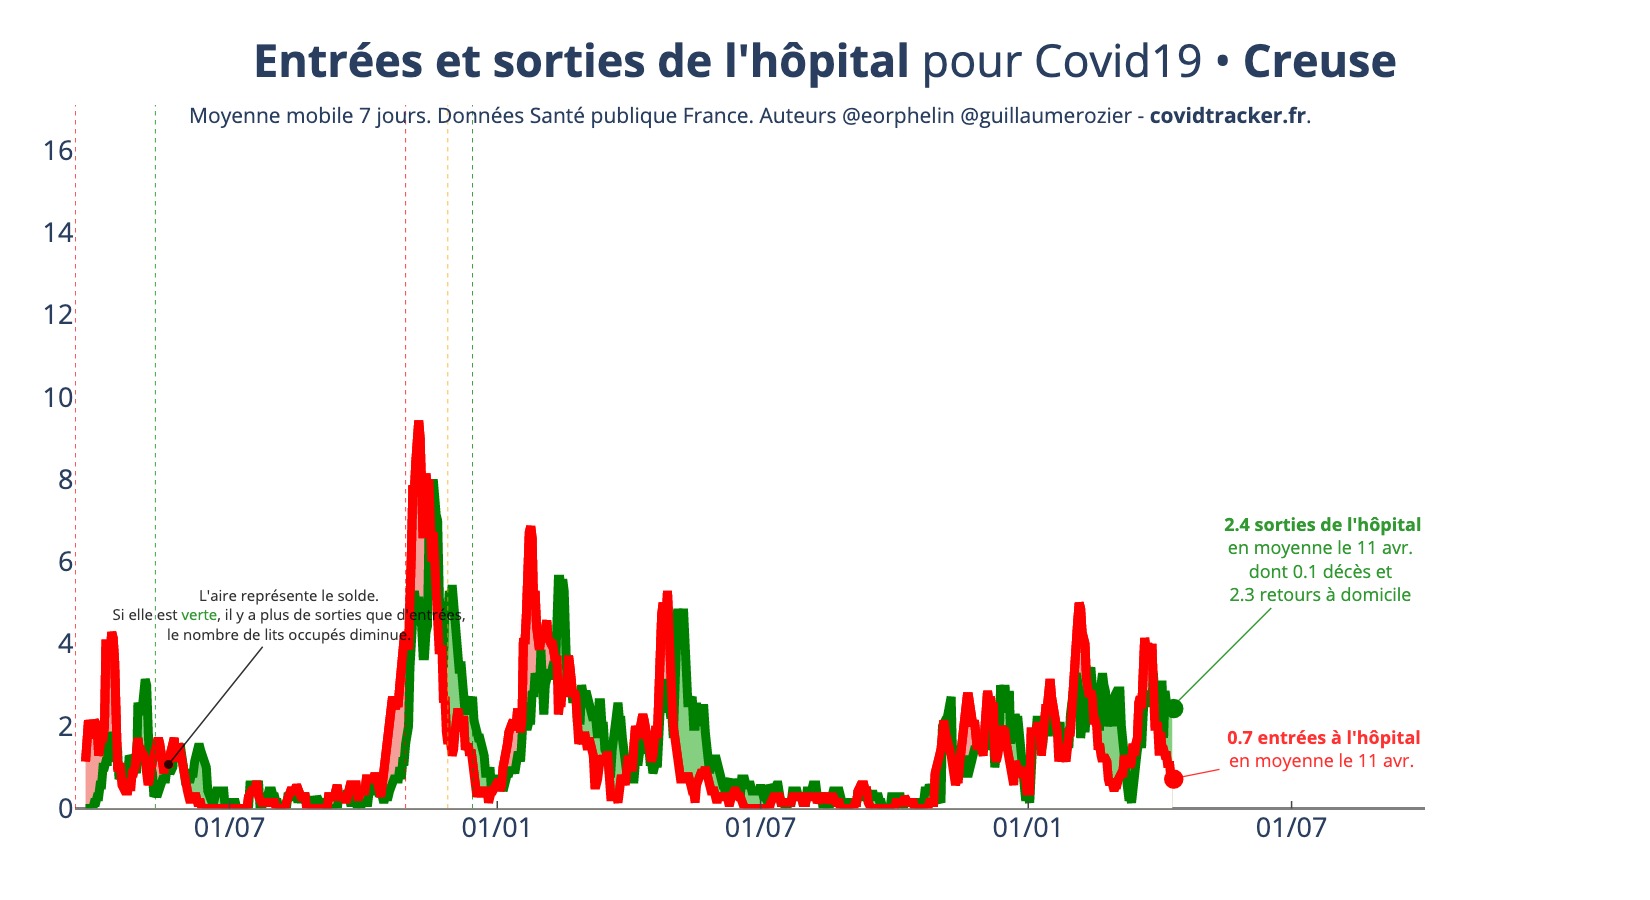 Entrées et sorties de l'hôpital pour Covid19 • Creuse
Moyenne mobile 7 jours. Données Santé publique France. Auteurs @eorphelin @guillaumerozier - covidtracker.fr.
16
14
12
10
8
6
4
2
0
L'aire représente le solde.
Si elle est verte, il y a plus de sorties que d'entrées,
le nombre de lits occupés diminue.
2.4 sorties de l'hôpital
en moyenne le 11 avr.
dont 0.1 décès et
2.3 retours à domicile
0.7 entrées à l'hôpital
en moyenne le 11 avr.
01/07
01/01
01/07
01/01
01/07